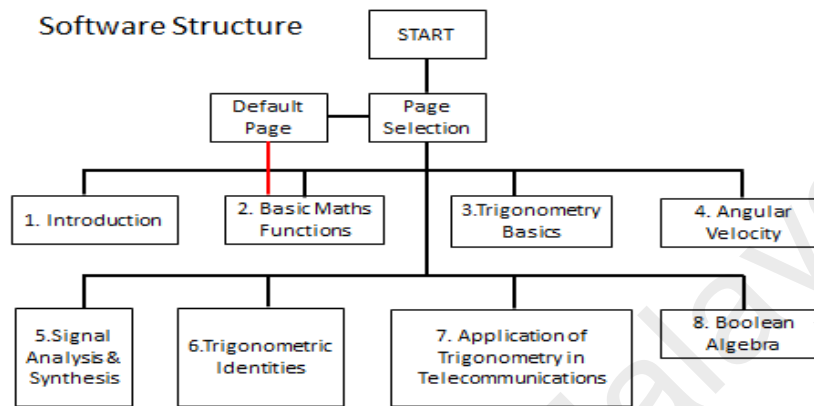 Software Structure
START
Default
Page
Page
Selection
1. Introduction
2. Basic Maths
Functions
3.Trigonometry
Basics
4. Angular
Velocity
5.Signal
Analysis &
Synthesis
6.Trigonometric
Identities
7. Application of
Trigonometry in
Telecommunications
8. Boolean
Algebra